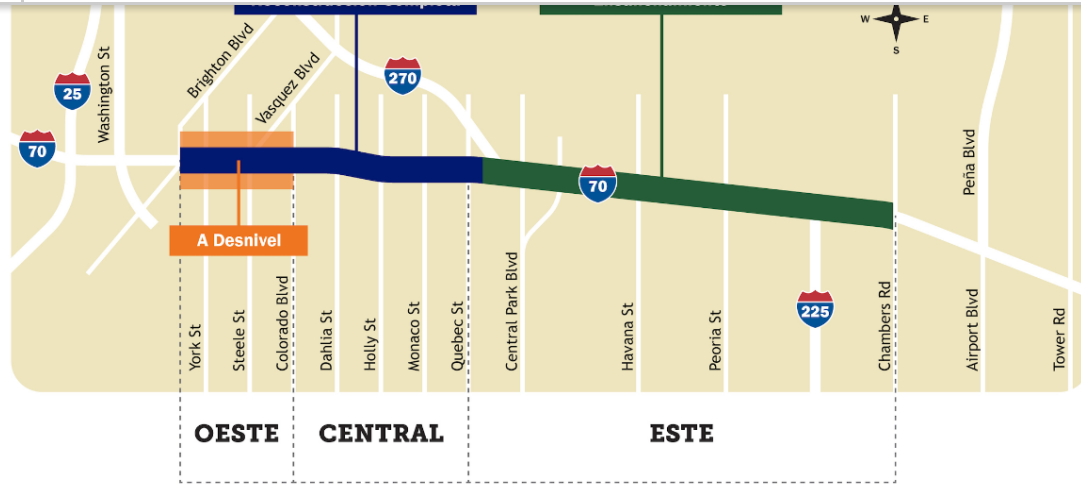 W
E
S
Brighton Blvd
Vasquez Blvd
Washington St
25
270
70
70
Peña Blvd
A Desnivel
225
York St
Steele St
Colorado Blvd
Dahlia St
Holly St
Monaco St
Quebec St
Central Park Blvd
Havana St
Peoria St
Chambers Rd
Airport Blvd
Tower Rd
OESTE
CENTRAL
ESTE